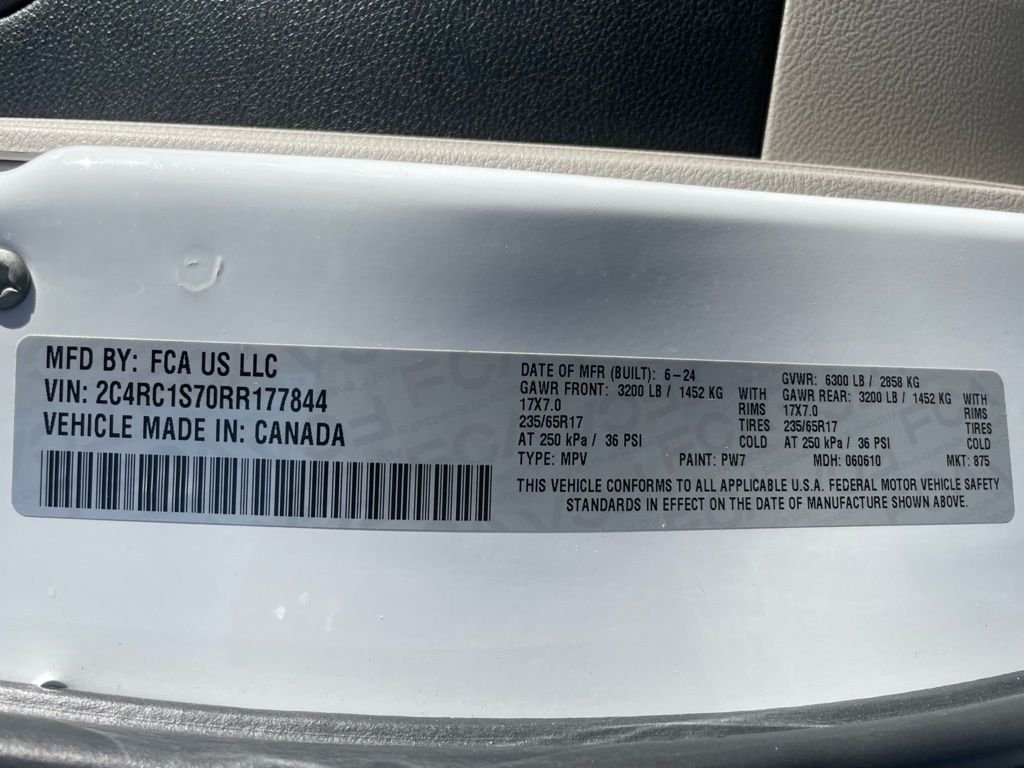 MFD BY: FCA US LLC
VIN: 2C4RC1S70RR177844
VEHICLE MADE IN: CANADA
DATE OF MFR (BUILT): 6-24 GVWR: 6300 LB / 2858 KG
GAWR FRONT: 3200 LB / 1452 KG WITH GAWR REAR: 3200 LB / 1452 KG WITH
17X7.0 RIMS 17X7.0 RIMS
235/65R17 TIRES 235/65R17 TIRES
AT 250 kPa / 36 PSI COLD AT 250 kPa / 36 PSI COLD
TYPE: MPV PAINT: PW7 MDH: 060610 MKT: 875
THIS VEHICLE CONFORMS TO ALL APPLICABLE U.S.A. FEDERAL MOTOR VEHICLE SAFETY
STANDARDS IN EFFECT ON THE DATE OF MANUFACTURE SHOWN ABOVE.